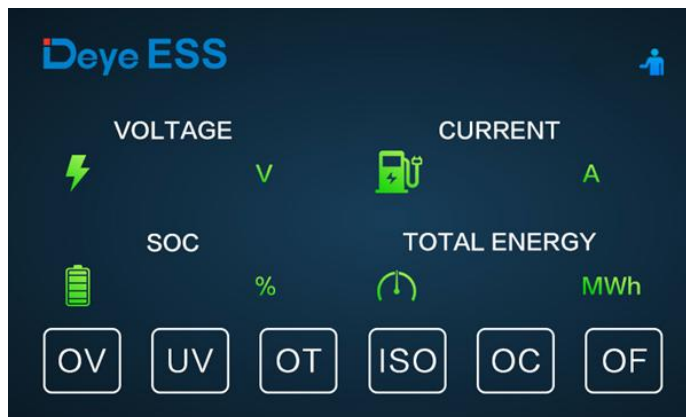 Deye ESS
VOLTAGE CURRENT
V A
SOC TOTAL ENERGY
% MWh
OV UV OT ISO OC OF